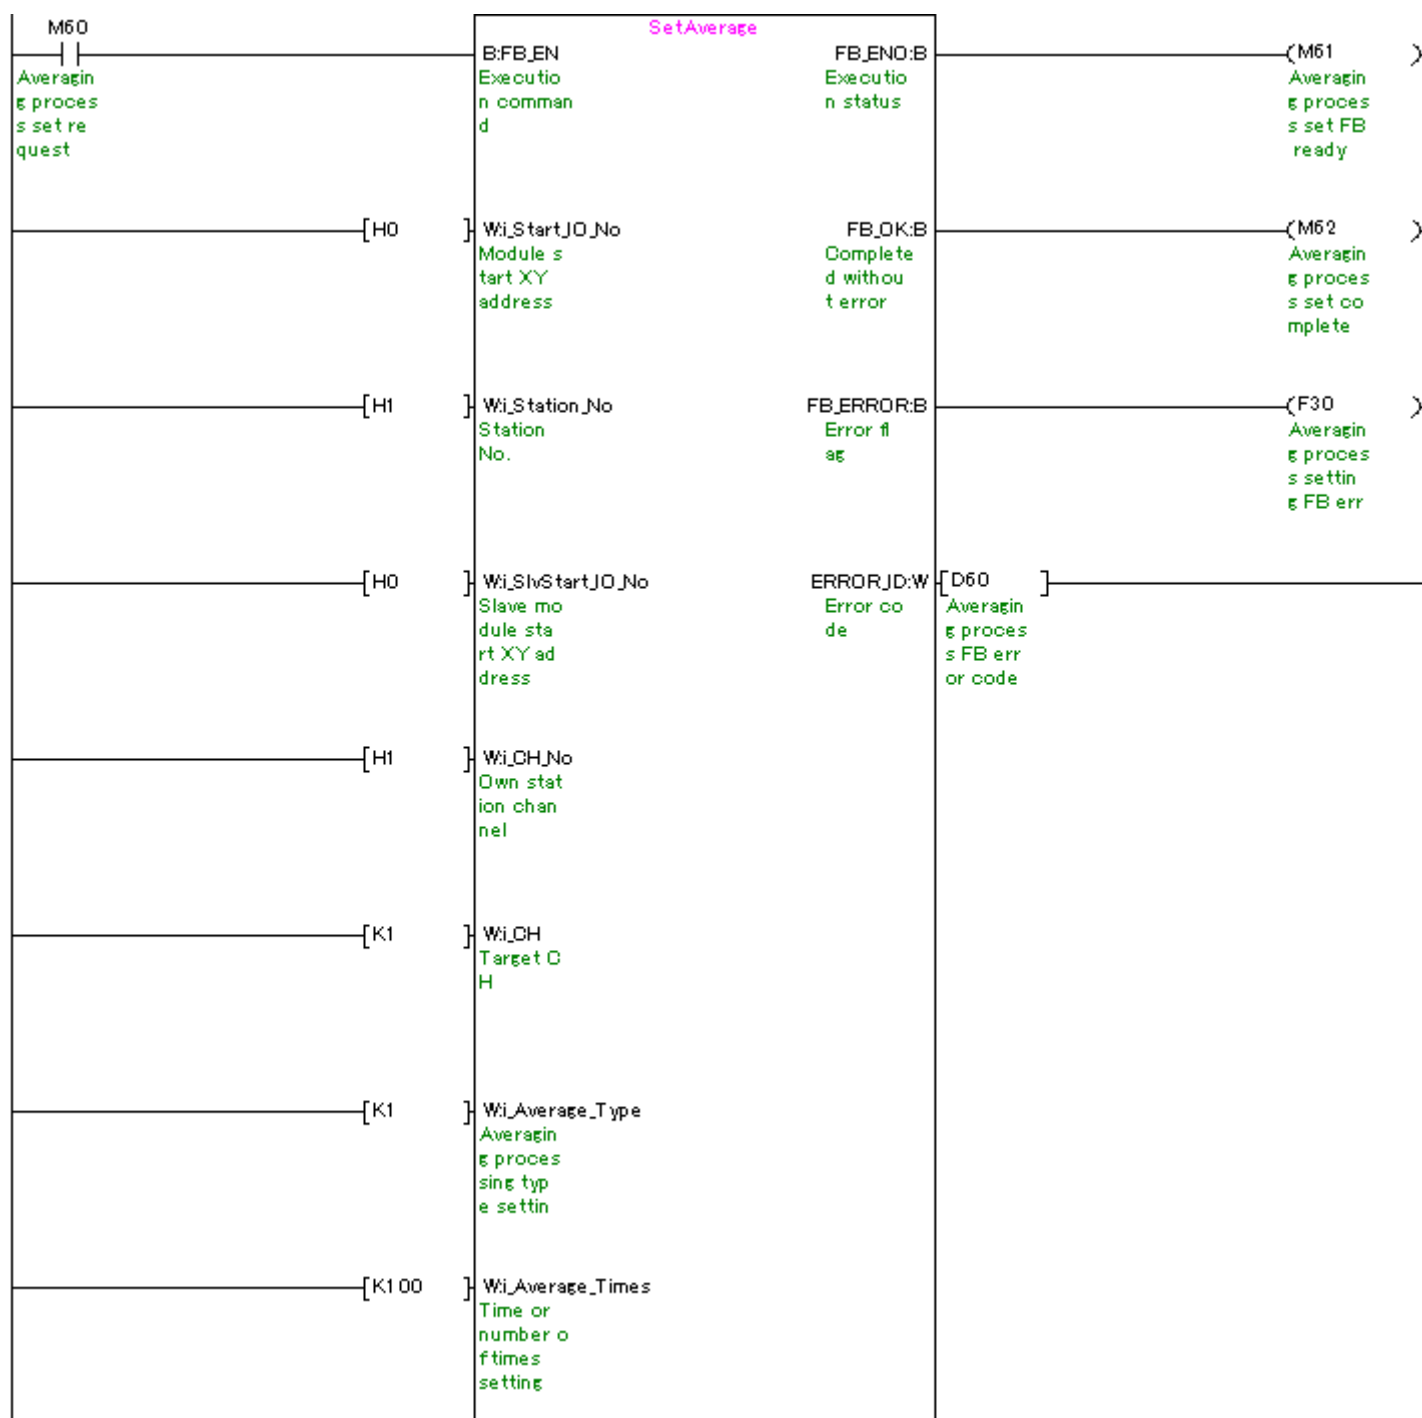 M60
SetAverage
B:FB_EN
FB_ENO:B
(M61 )
Averagin
g proces
s set re
quest
Executio
n comman
d
Executio
n status
Averagin
g proces
s set FB
ready
[H0 ]
W:i_Start_IO_No
FB_OK:B
(M62 )
Module s
tart XY
address
Complete
d withou
t error
Averagin
g proces
s set co
mplete
[H1 ]
W:i_Station_No
FB_ERROR:B
(F30 )
Station
No.
Error fl
ag
Averagin
g proces
s settin
g FB err
[H0 ]
W:i_SlvStart_IO_No
ERROR_ID:W
[D60 ]
Slave mo
dule sta
rt XY ad
dress
Error co
de
Averagin
g proces
s FB err
or code
[H1 ]
W:i_CH_No
Own stat
ion chan
nel
[K1 ]
W:i_CH
Target C
H
[K1 ]
W:i_Average_Type
Averagin
g proces
sing typ
e settin
[K100 ]
W:i_Average_Times
Time or
number o
f times
setting